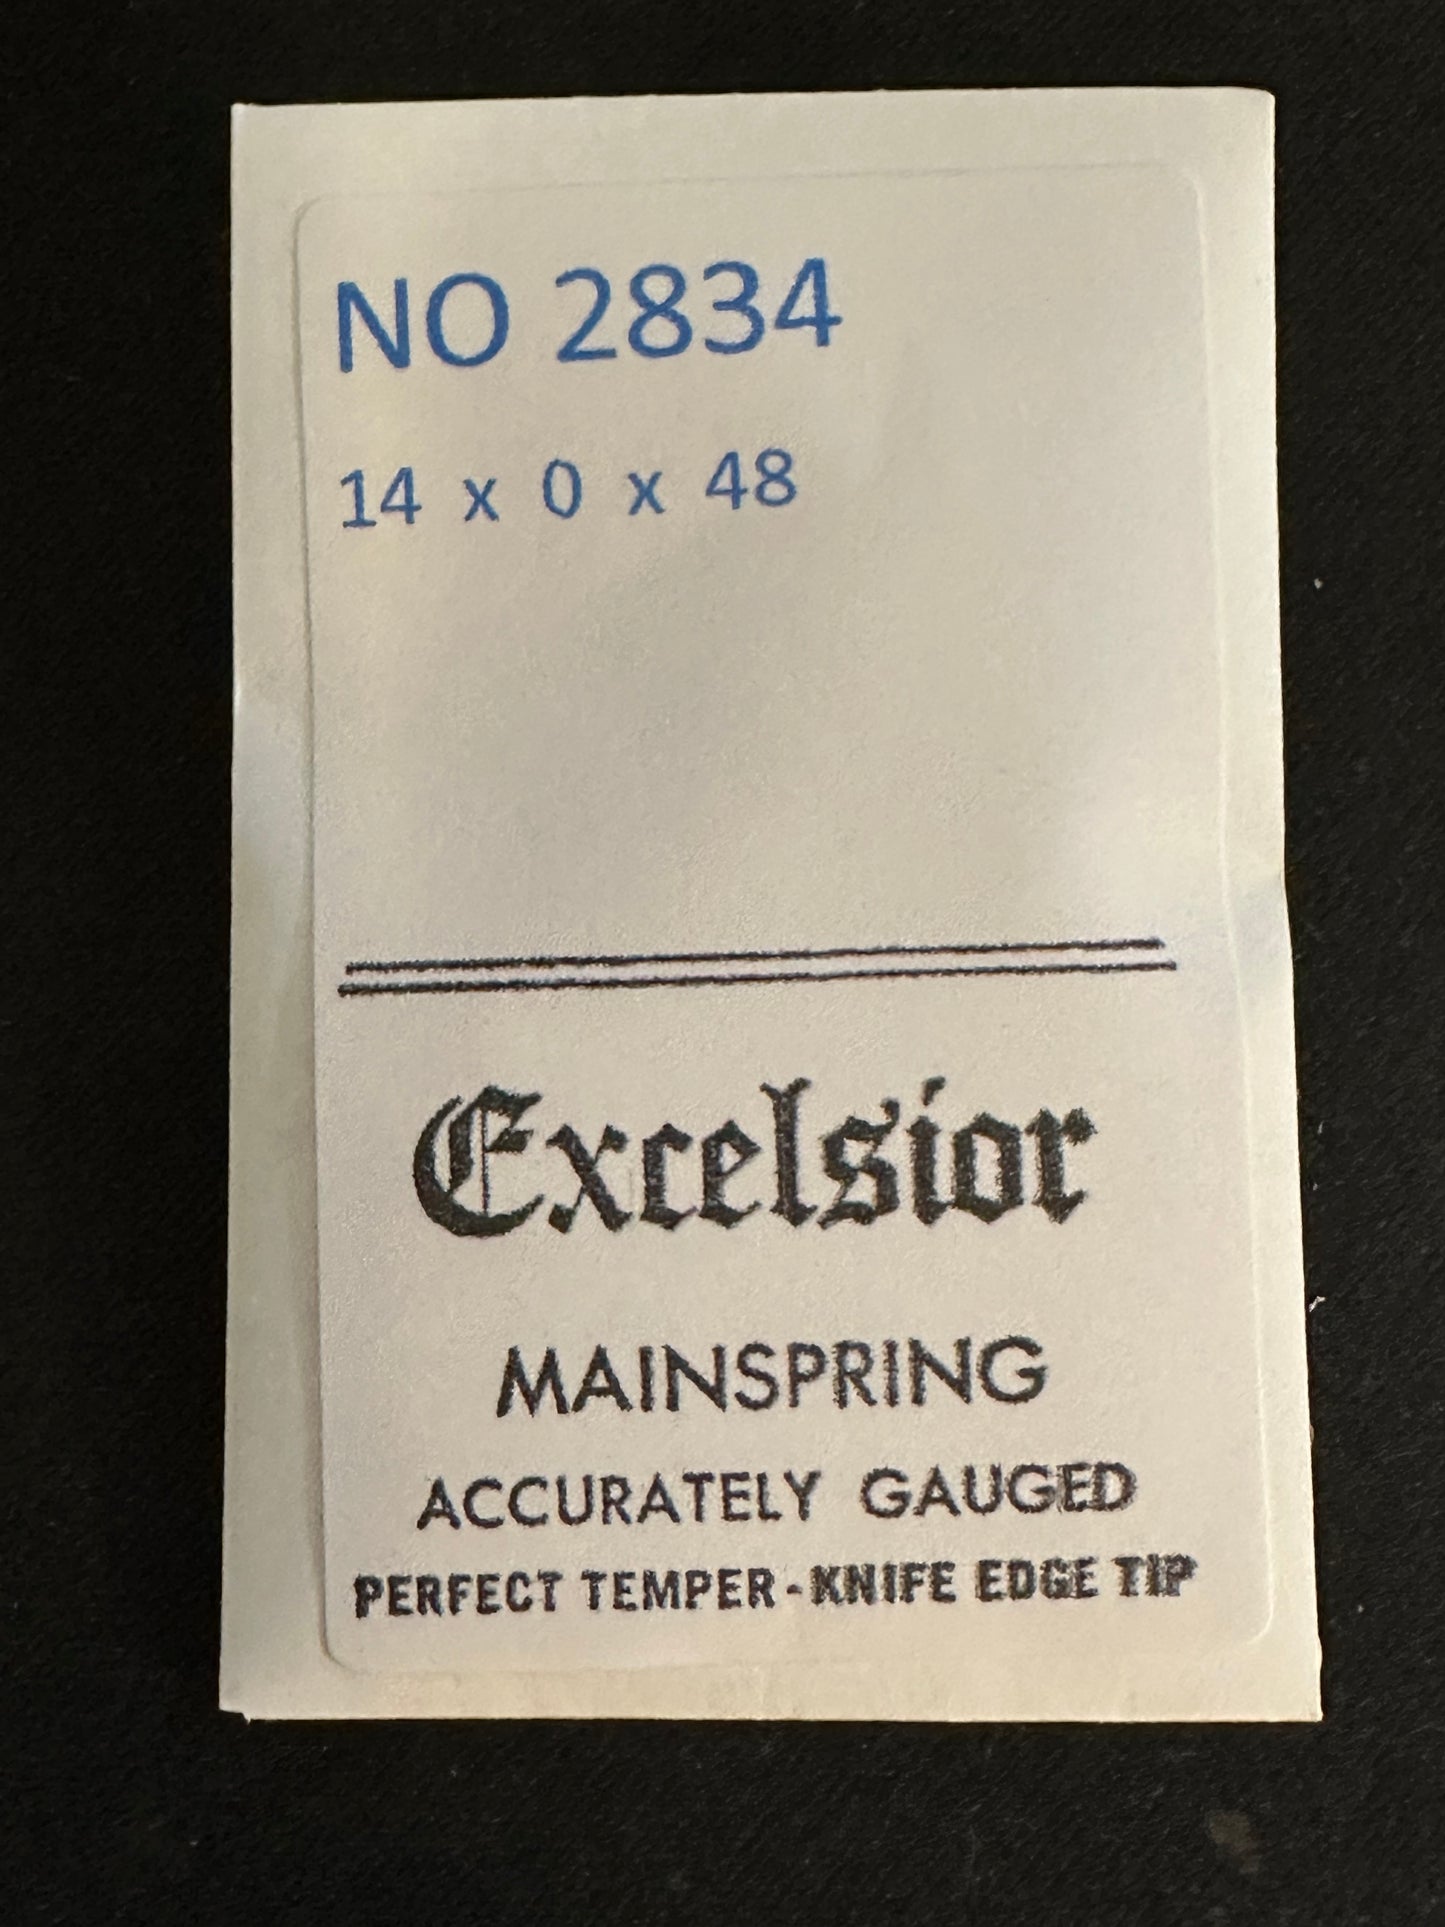 NO 2834
14 x 0 x 48
Excelsior
MAINSPRING
ACCURATELY GAUGED
PERFECT TEMPER-KNIFE EDGE TIP